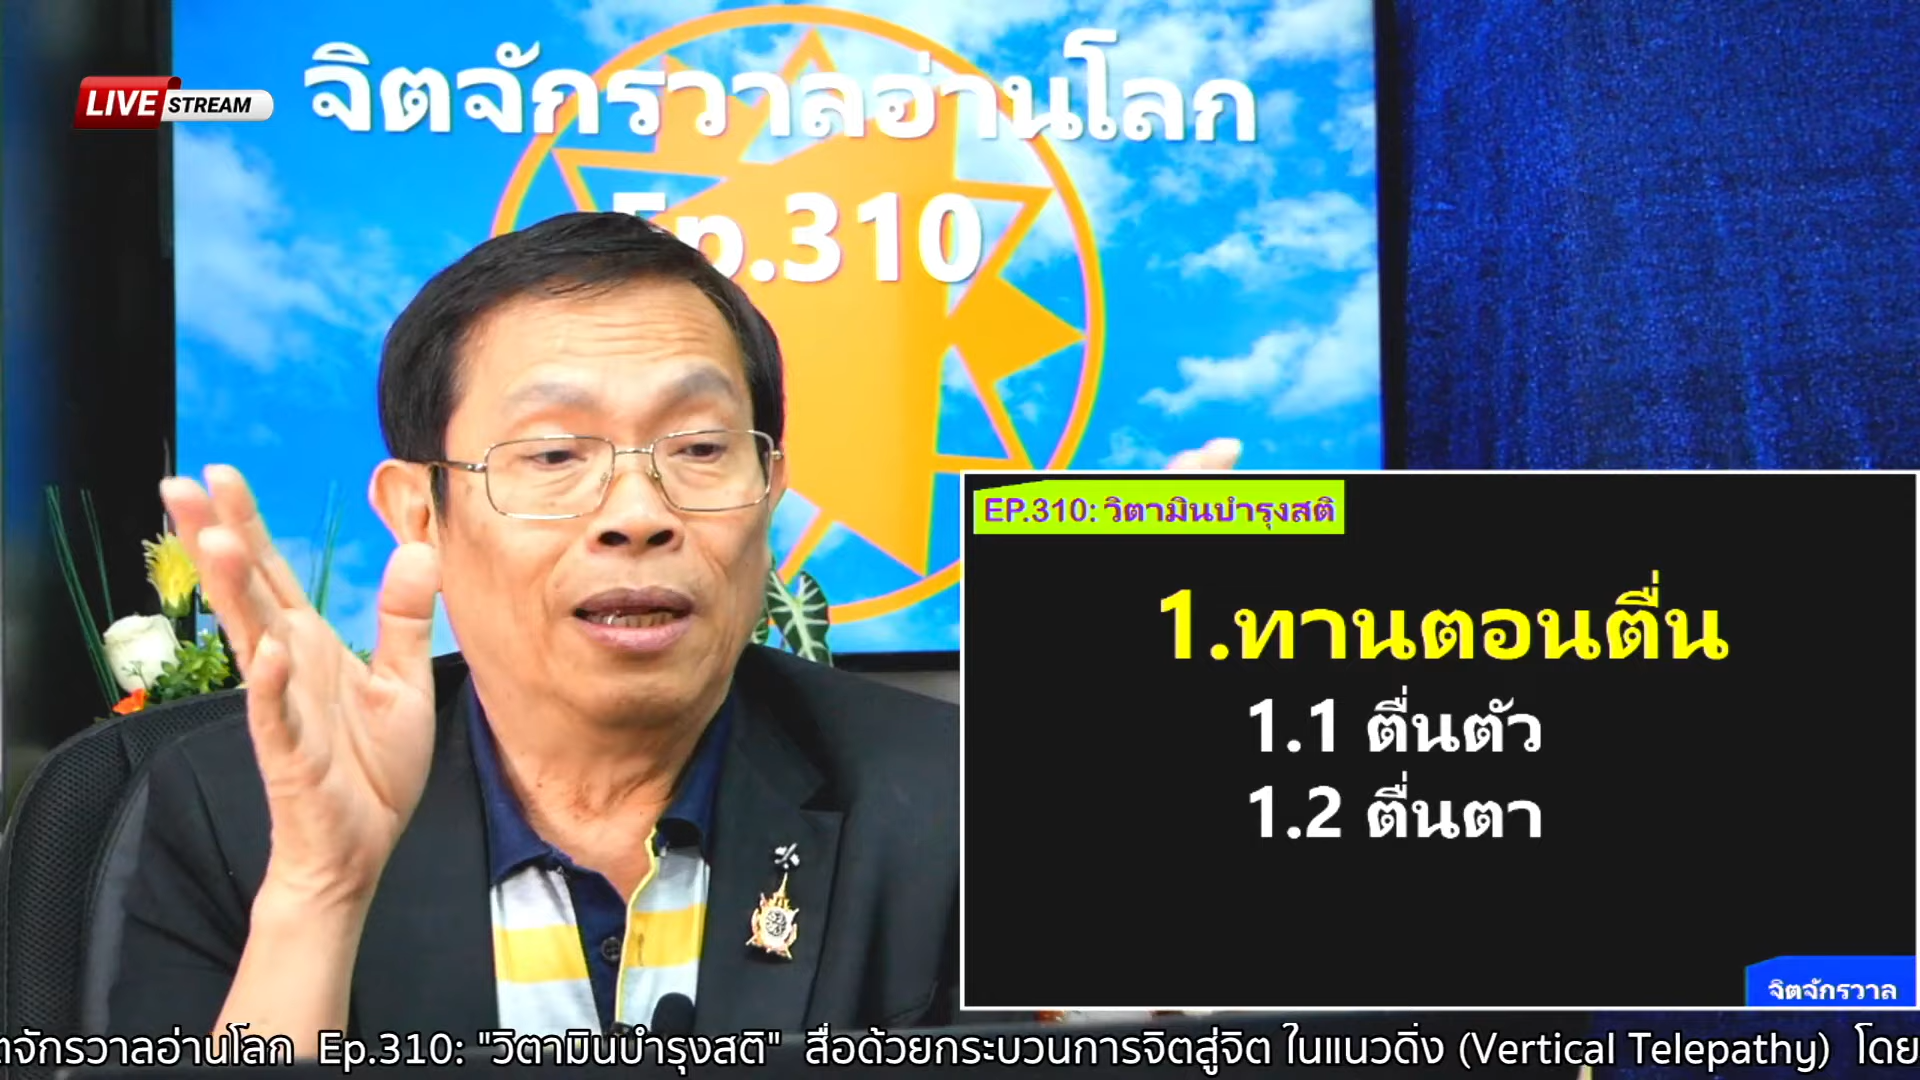 LIVE STREAM
จิตจักรวาลอ่านโลก
Ep.310
EP.310: วิตามินบำรุงสติ
1.ทานตอนตื่น
1.1 ตื่นตัว
1.2 ตื่นตา
จิตจักรวาล
ตจักรวาลอ่านโลก Ep.310: "วิตามินบำรุงสติ" สื่อด้วยกระบวนการจิตสู่จิต ในแนวดิ่ง (Vertical Telepathy) โดย